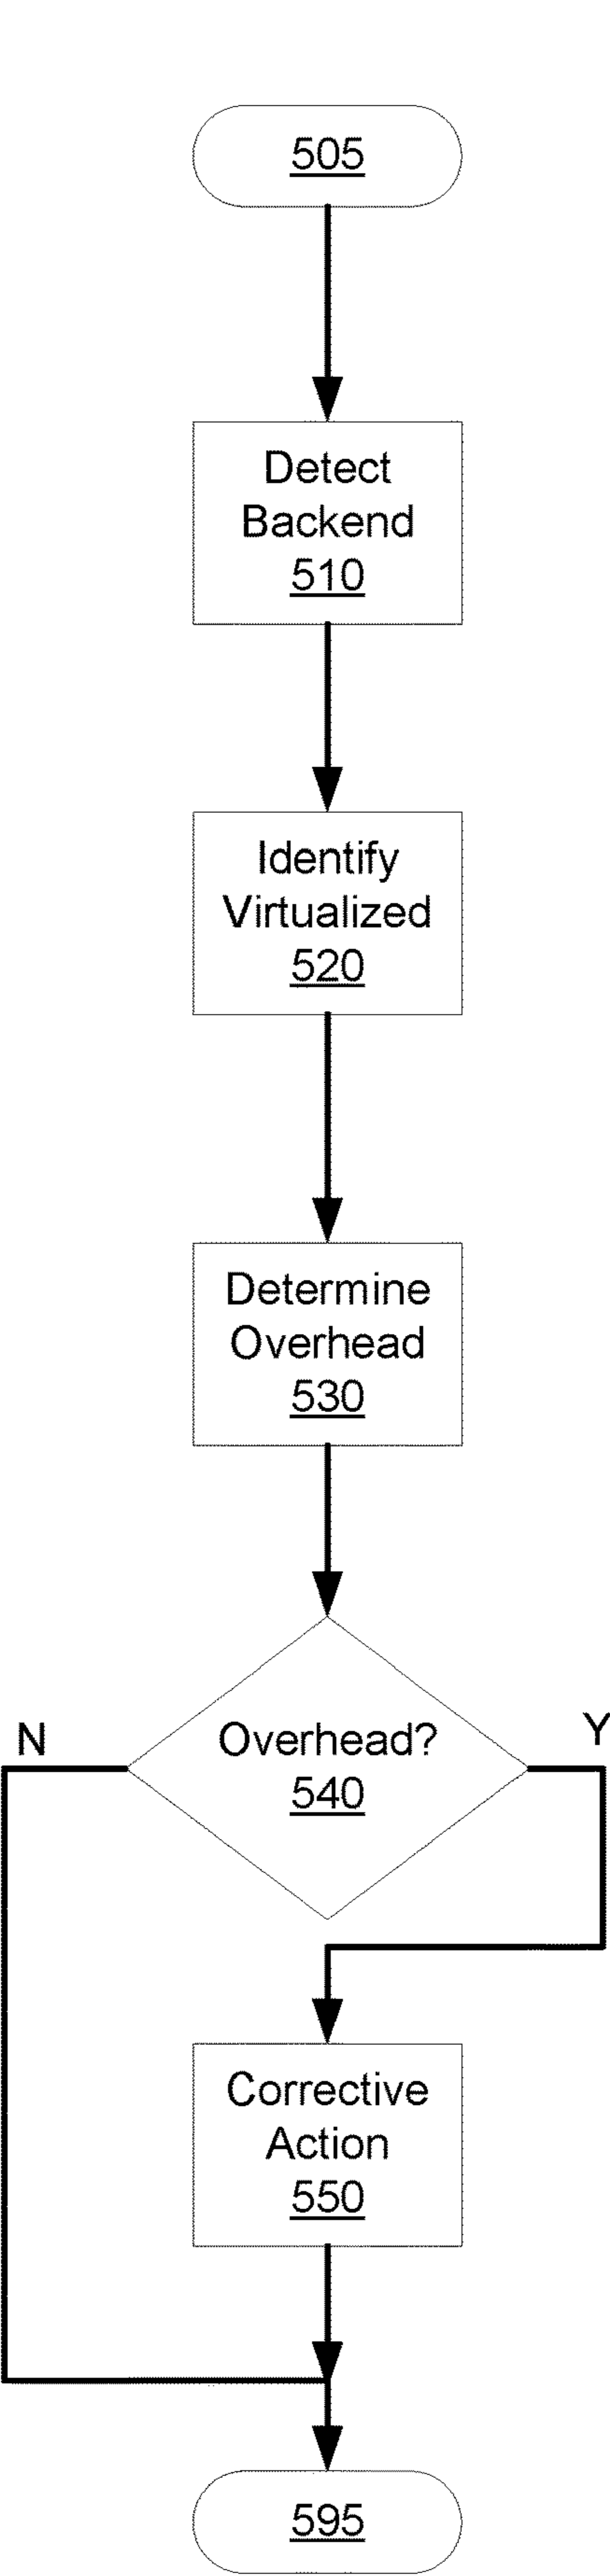 505
Detect
Backend
510
Identify
Virtualized
520
Determine
Overhead
530
N
Y
Overhead?
540
Corrective
Action
550
595